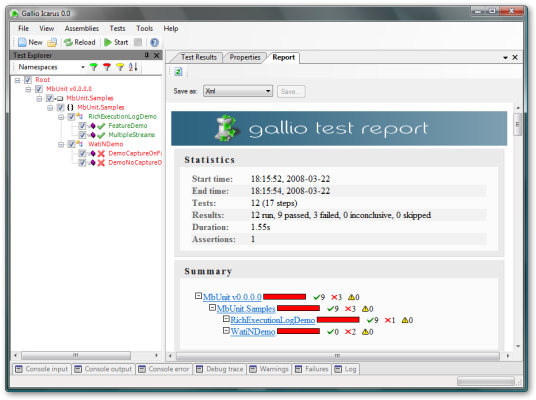 Gallio Icarus 0.0
File View Assemblies Tests Tools Help
New Reload Start Stop
Test Explorer
Namespaces
Root
MbUnit v0.0.0.0
MbUnit.Samples
MbUnit.Samples
RichExecutionLogDemo
FeatureDemo
MultipleStreams
WatiNDemo
DemoCaptureOnF
DemoNoCaptureO
Test Results Properties Report
Save as: Xml Save...
gallio test report
Statistics
Start time: 18:15:52, 2008-03-22
End time: 18:15:54, 2008-03-22
Tests: 12 (17 steps)
Results: 12 run, 9 passed, 3 failed, 0 inconclusive, 0 skipped
Duration: 1.55s
Assertions: 1
Summary
MbUnit v0.0.0.0 9 3 0
MbUnit.Samples 9 3 0
RichExecutionLogDemo 9 1 0
WatiNDemo 0 2 0
Console input Console output Console error Debug trace Warnings Failures Log